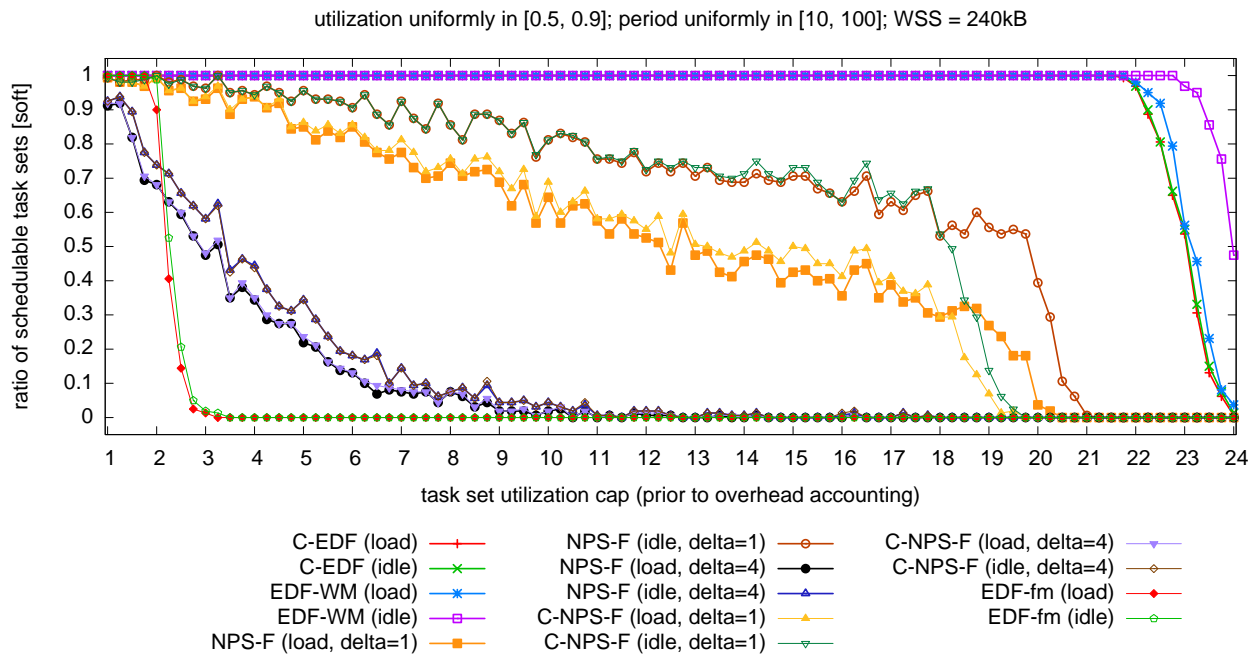 utilization uniformly in [0.5, 0.9]; period uniformly in [10, 100]; WSS = 240kB
ratio of schedulable task sets [soft]
1
0.9
0.8
0.7
0.6
0.5
0.4
0.3
0.2
0.1
0
1 2 3 4 5 6 7 8 9 10 11 12 13 14 15 16 17 18 19 20 21 22 23 24
task set utilization cap (prior to overhead accounting)
C-EDF (load)
C-EDF (idle)
EDF-WM (load)
EDF-WM (idle)
NPS-F (load, delta=1)
NPS-F (idle, delta=1)
NPS-F (load, delta=4)
NPS-F (idle, delta=4)
C-NPS-F (load, delta=1)
C-NPS-F (idle, delta=1)
C-NPS-F (load, delta=4)
C-NPS-F (idle, delta=4)
EDF-fm (load)
EDF-fm (idle)